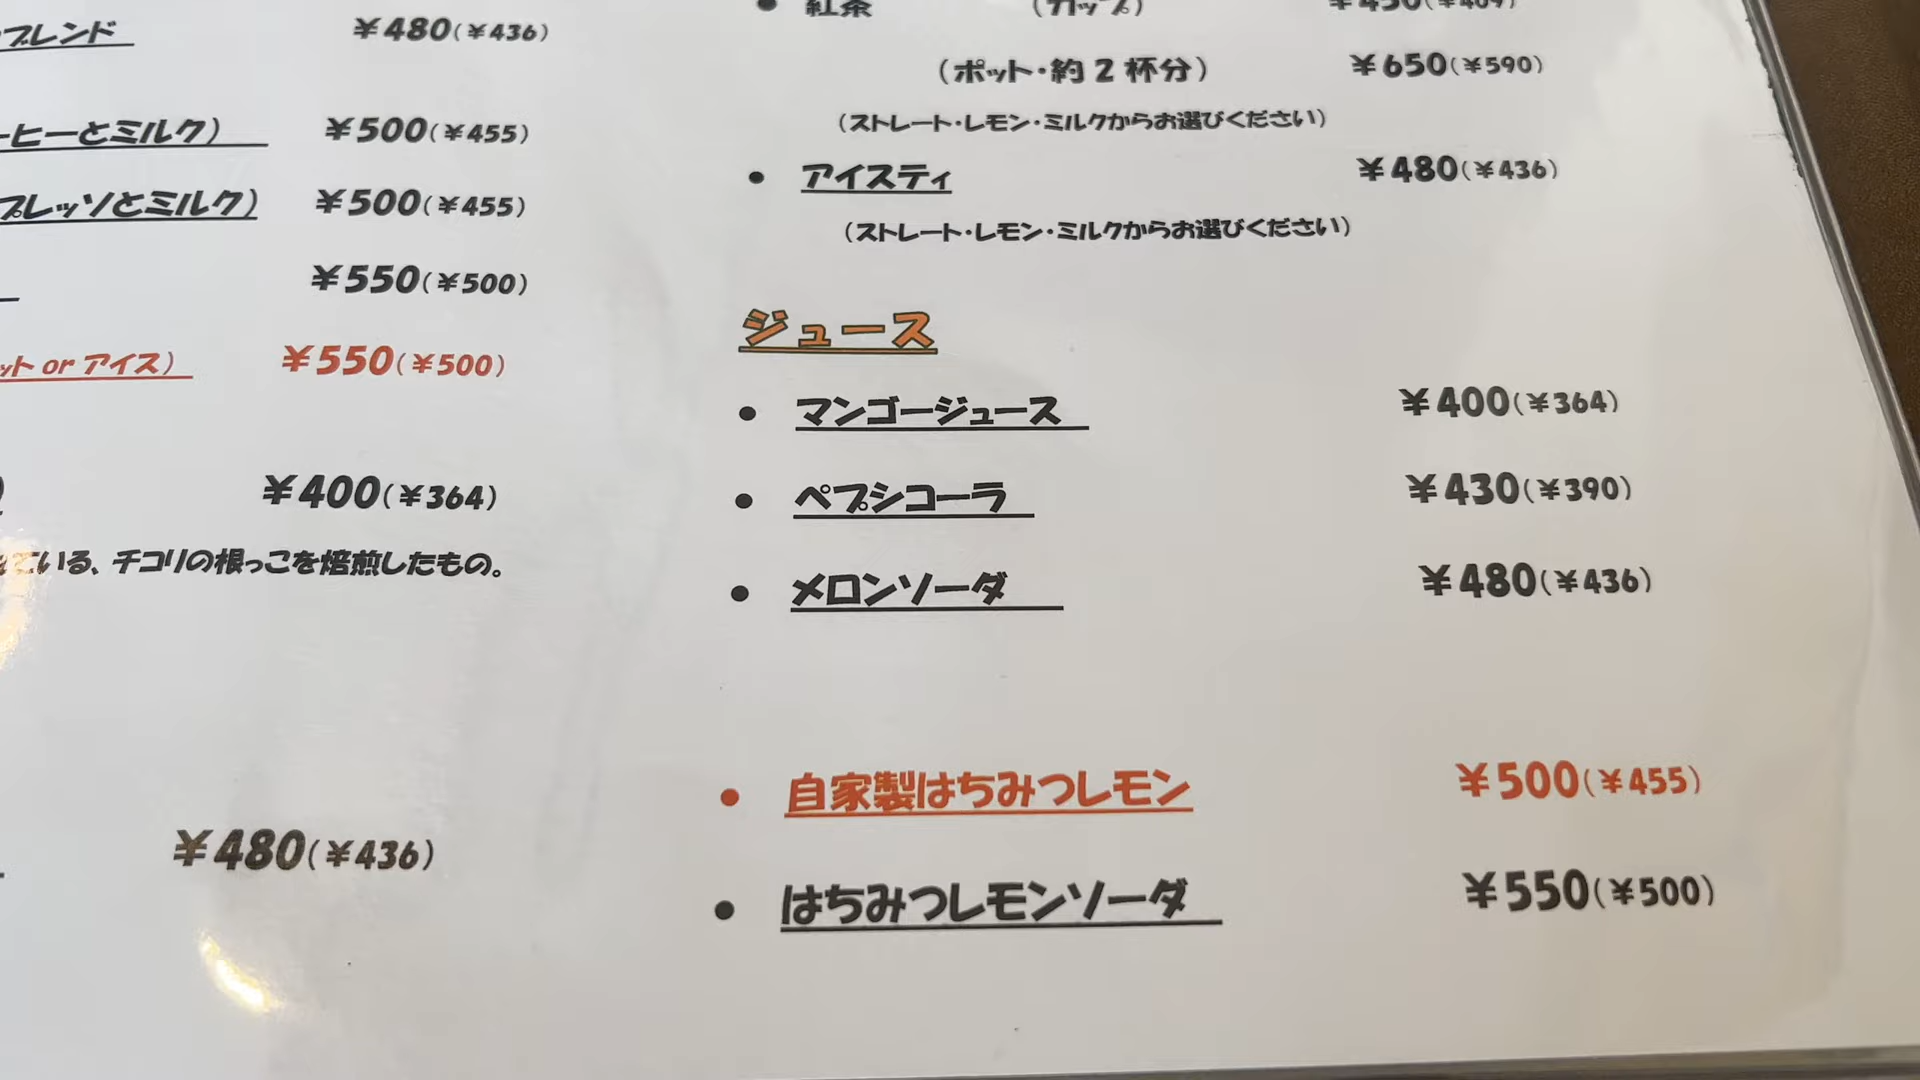 ブレンド ¥480(¥436)
ーヒーとミルク) ¥500(¥455)
プレッソとミルク) ¥500(¥455)
¥550(¥500)
ット or アイス) ¥550(¥500)
¥400(¥364)
ている、チコリの根っこを焙煎したもの。
¥480(¥436)
• 紅茶 (カップ) ¥450(¥409)
(ポット・約2杯分) ¥650(¥590)
(ストレート・レモン・ミルクからお選びください)
• アイスティ ¥480(¥436)
(ストレート・レモン・ミルクからお選びください)
ジュース
• マンゴージュース ¥400(¥364)
• ペプシコーラ ¥430(¥390)
• メロンソーダ ¥480(¥436)
• 自家製はちみつレモン ¥500(¥455)
• はちみつレモンソーダ ¥550(¥500)